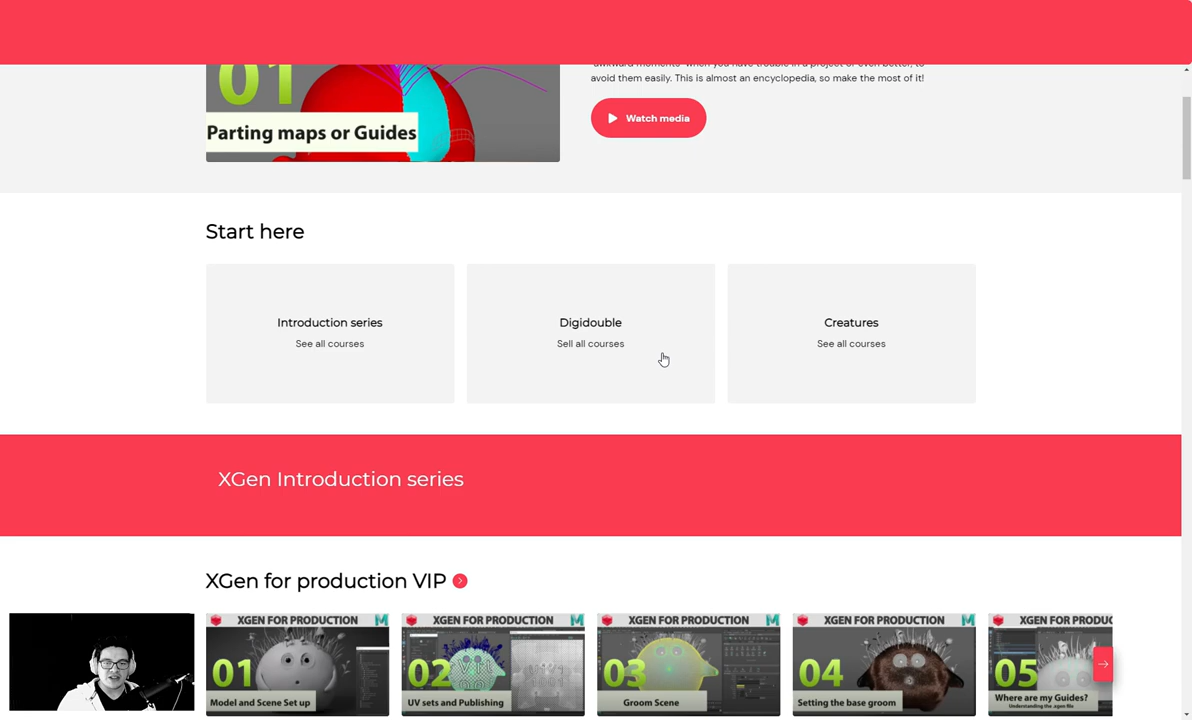 "awkward moments" when you have trouble in a project or even better, to
avoid them easily. This is almost an encyclopedia, so make the most of it!
01
Parting maps or Guides
Watch media
Start here
Introduction series
See all courses
Digidouble
Sell all courses
Creatures
See all courses
XGen Introduction series
XGen for production VIP
XGEN FOR PRODUCTION
01
Model and Scene Set up
XGEN FOR PRODUCTION
02
UV sets and Publishing
XGEN FOR PRODUCTION
03
Groom Scene
XGEN FOR PRODUCTION
04
Setting the base groom
XGEN FOR PRODUC
05
Where are my Guides?
Understanding the .xgen file